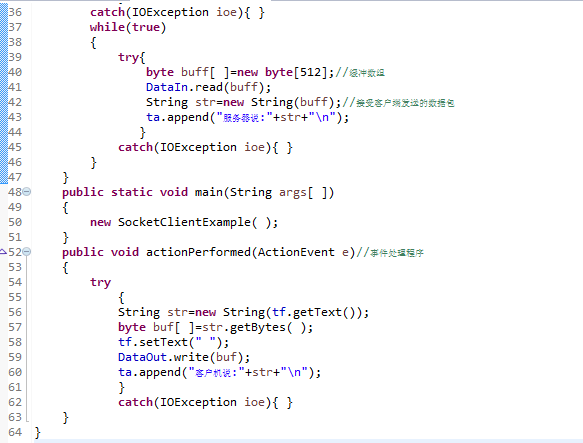 36 catch(IOException ioe){ }
37 while(true)
38 {
39 try{
40 byte buff[ ]=new byte[512];//缓冲数组
41 DataIn.read(buff);
42 String str=new String(buff);//接受客户端发送的数据包
43 ta.append("服务器说:"+str+"\n");
44 }
45 catch(IOException ioe){ }
46 }
47 }
48 public static void main(String args[ ])
49 {
50 new SocketClientExample( );
51 }
52 public void actionPerformed(ActionEvent e)//事件处理程序
53 {
54 try
55 {
56 String str=new String(tf.getText());
57 byte buf[ ]=str.getBytes( );
58 tf.setText(" ");
59 DataOut.write(buf);
60 ta.append("客户机说:"+str+"\n");
61 }
62 catch(IOException ioe){ }
63 }
64 }